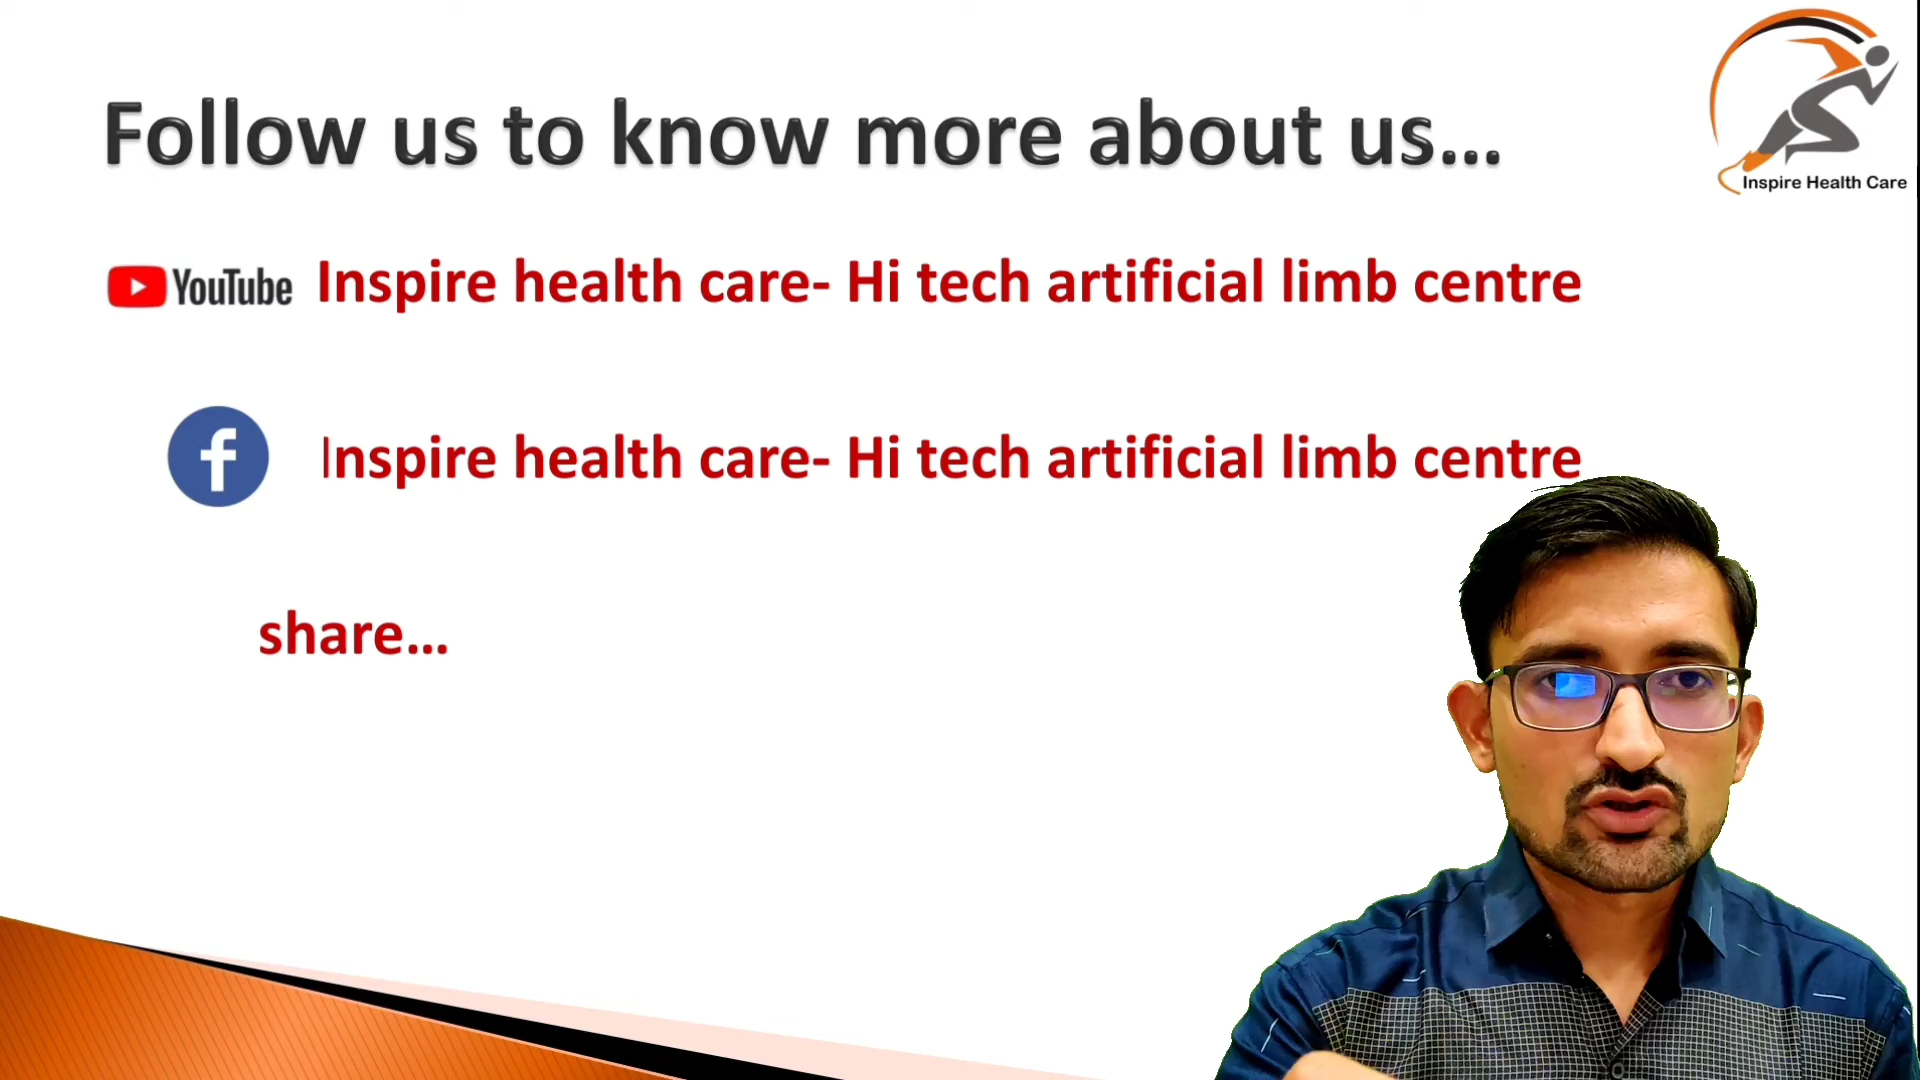 Inspire Health Care
Follow us to know more about us...
YouTube Inspire health care- Hi tech artificial limb centre
f Inspire health care- Hi tech artificial limb centre
share...